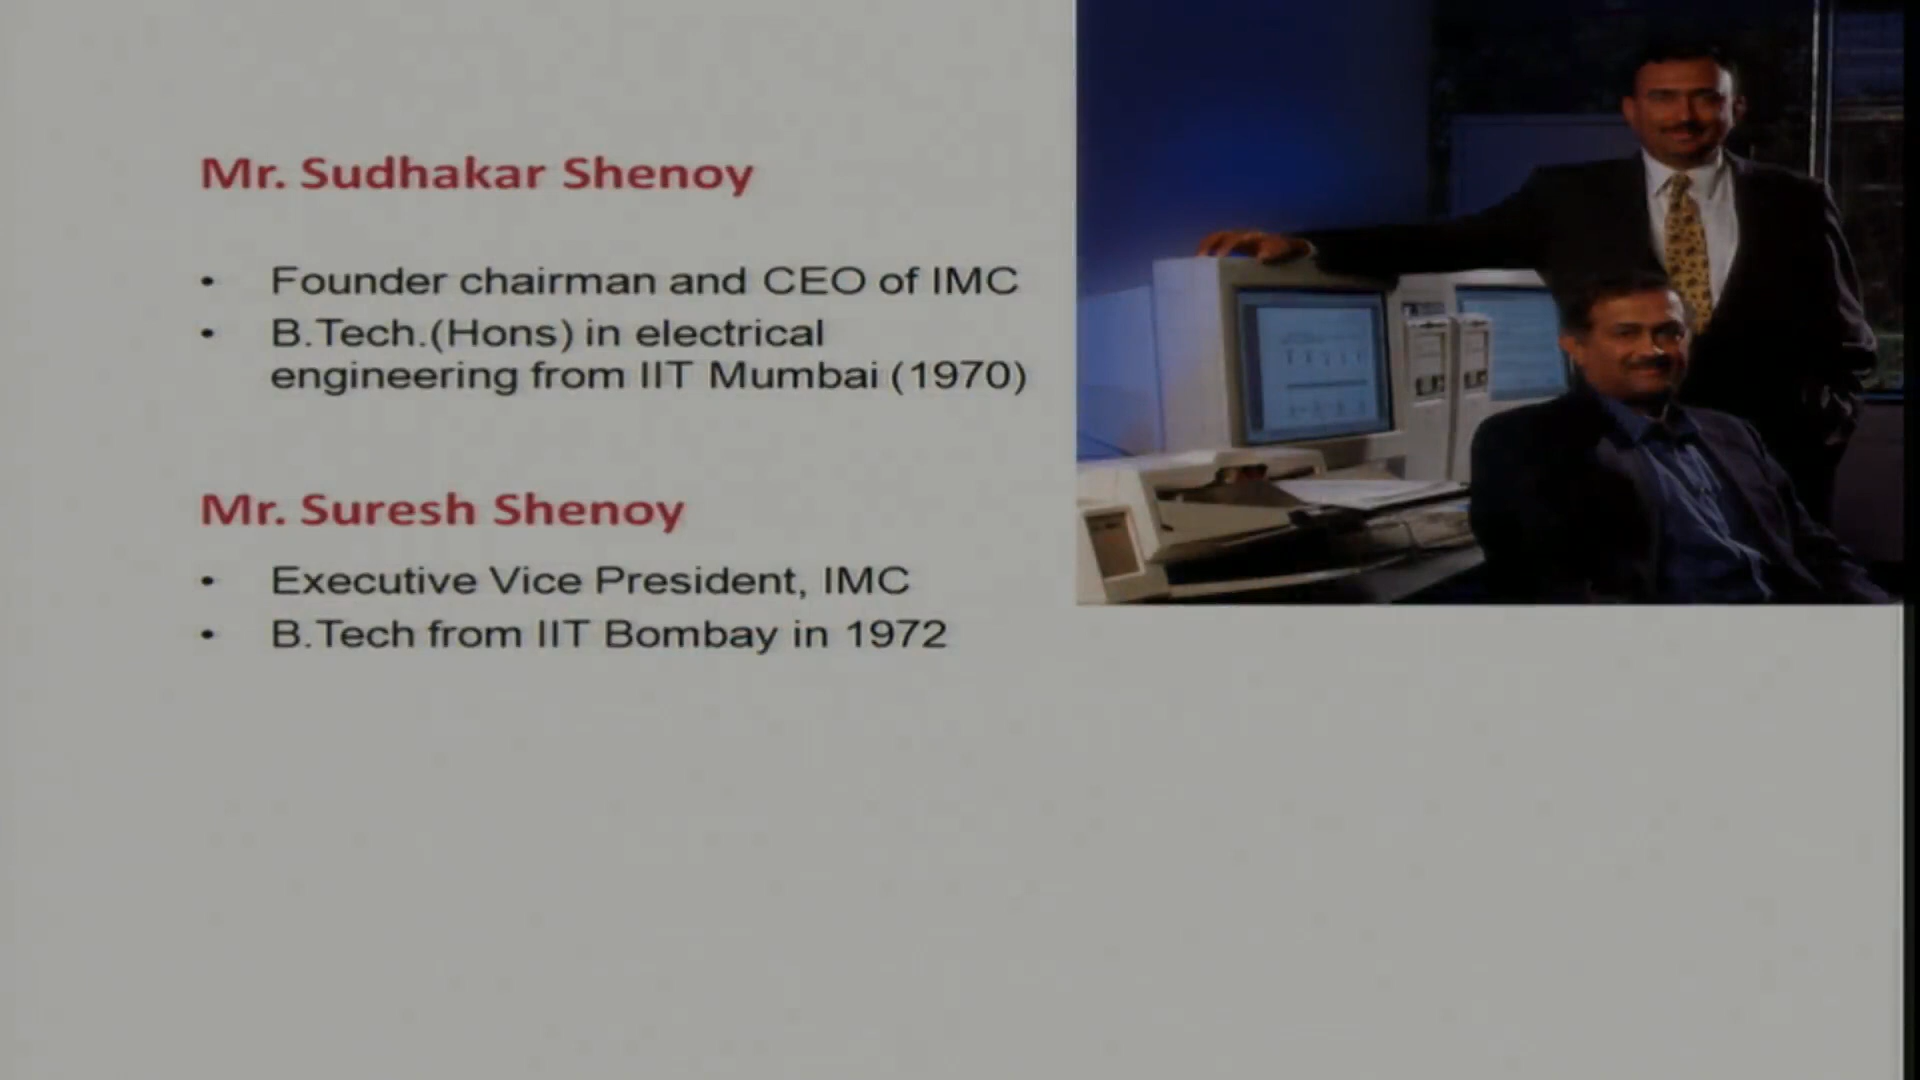 Mr. Sudhakar Shenoy
• Founder chairman and CEO of IMC
• B.Tech.(Hons) in electrical
engineering from IIT Mumbai (1970)
Mr. Suresh Shenoy
• Executive Vice President, IMC
• B.Tech from IIT Bombay in 1972